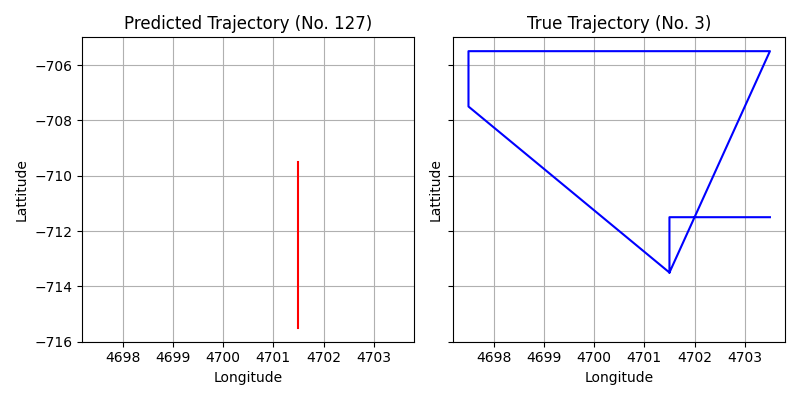 Predicted Trajectory (No. 127)
True Trajectory (No. 3)
−706
−708
−710
−712
−714
−716
Lattitude
Lattitude
4698 4699 4700 4701 4702 4703
4698 4699 4700 4701 4702 4703
Longitude
Longitude